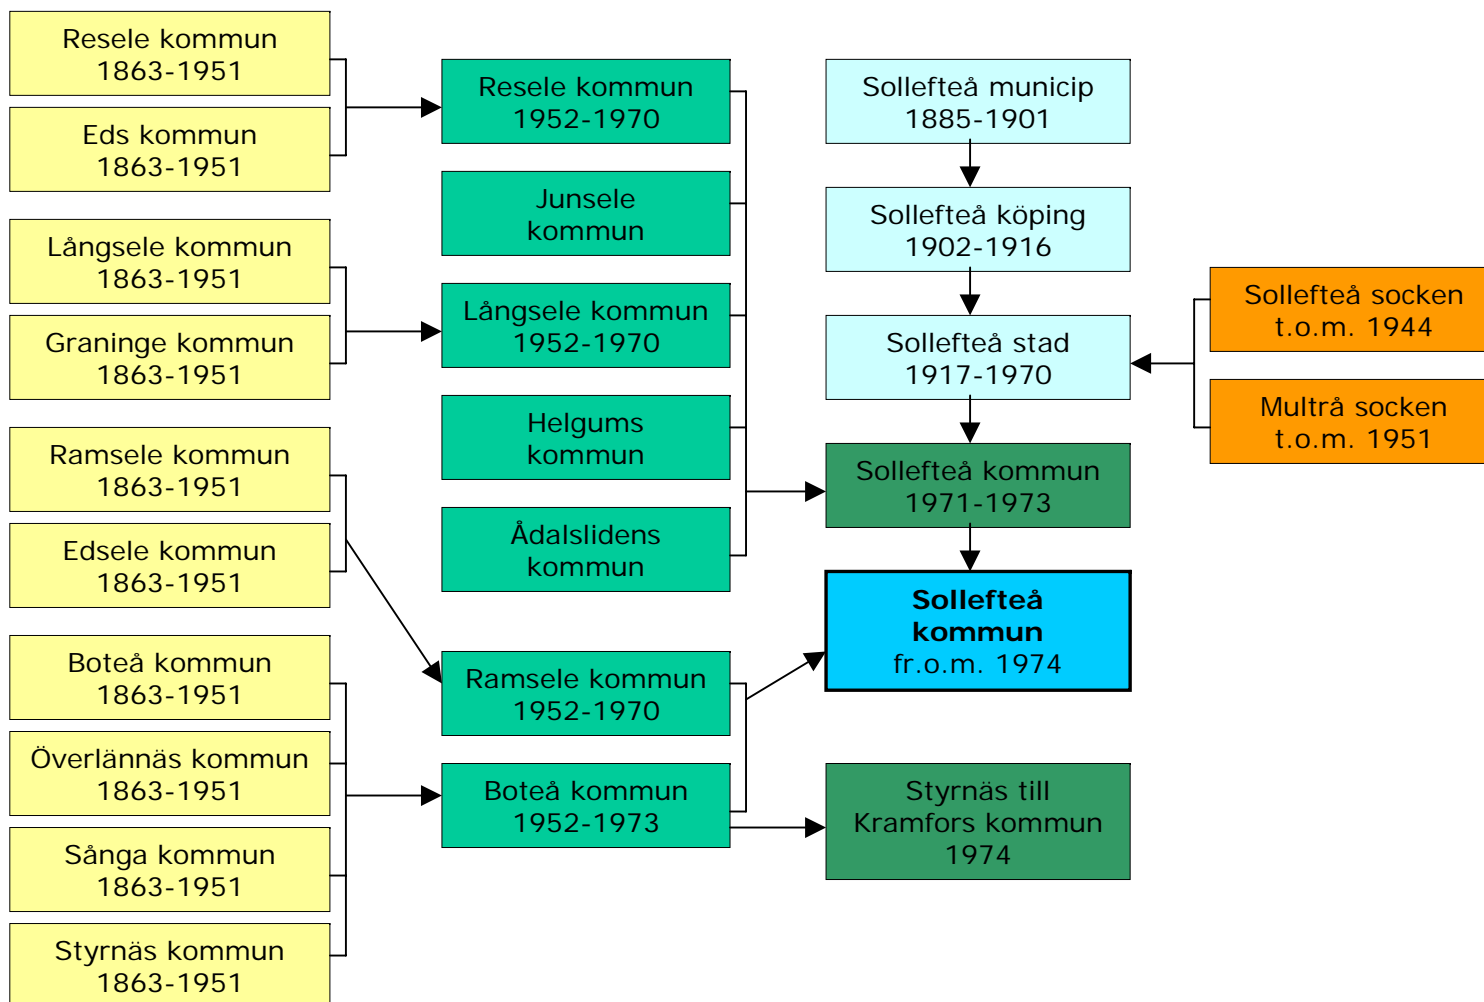 Resele kommun
1863-1951
Eds kommun
1863-1951
Långsele kommun
1863-1951
Graninge kommun
1863-1951
Ramsele kommun
1863-1951
Edsele kommun
1863-1951
Boteå kommun
1863-1951
Överlännäs kommun
1863-1951
Sånga kommun
1863-1951
Styrnäs kommun
1863-1951
Resele kommun
1952-1970
Junsele
kommun
Långsele kommun
1952-1970
Helgums
kommun
Ådalslidens
kommun
Ramsele kommun
1952-1970
Boteå kommun
1952-1973
Sollefteå municip
1885-1901
Sollefteå köping
1902-1916
Sollefteå stad
1917-1970
Sollefteå kommun
1971-1973
Sollefteå
kommun
fr.o.m. 1974
Styrnäs till
Kramfors kommun
1974
Sollefteå socken
t.o.m. 1944
Multrå socken
t.o.m. 1951